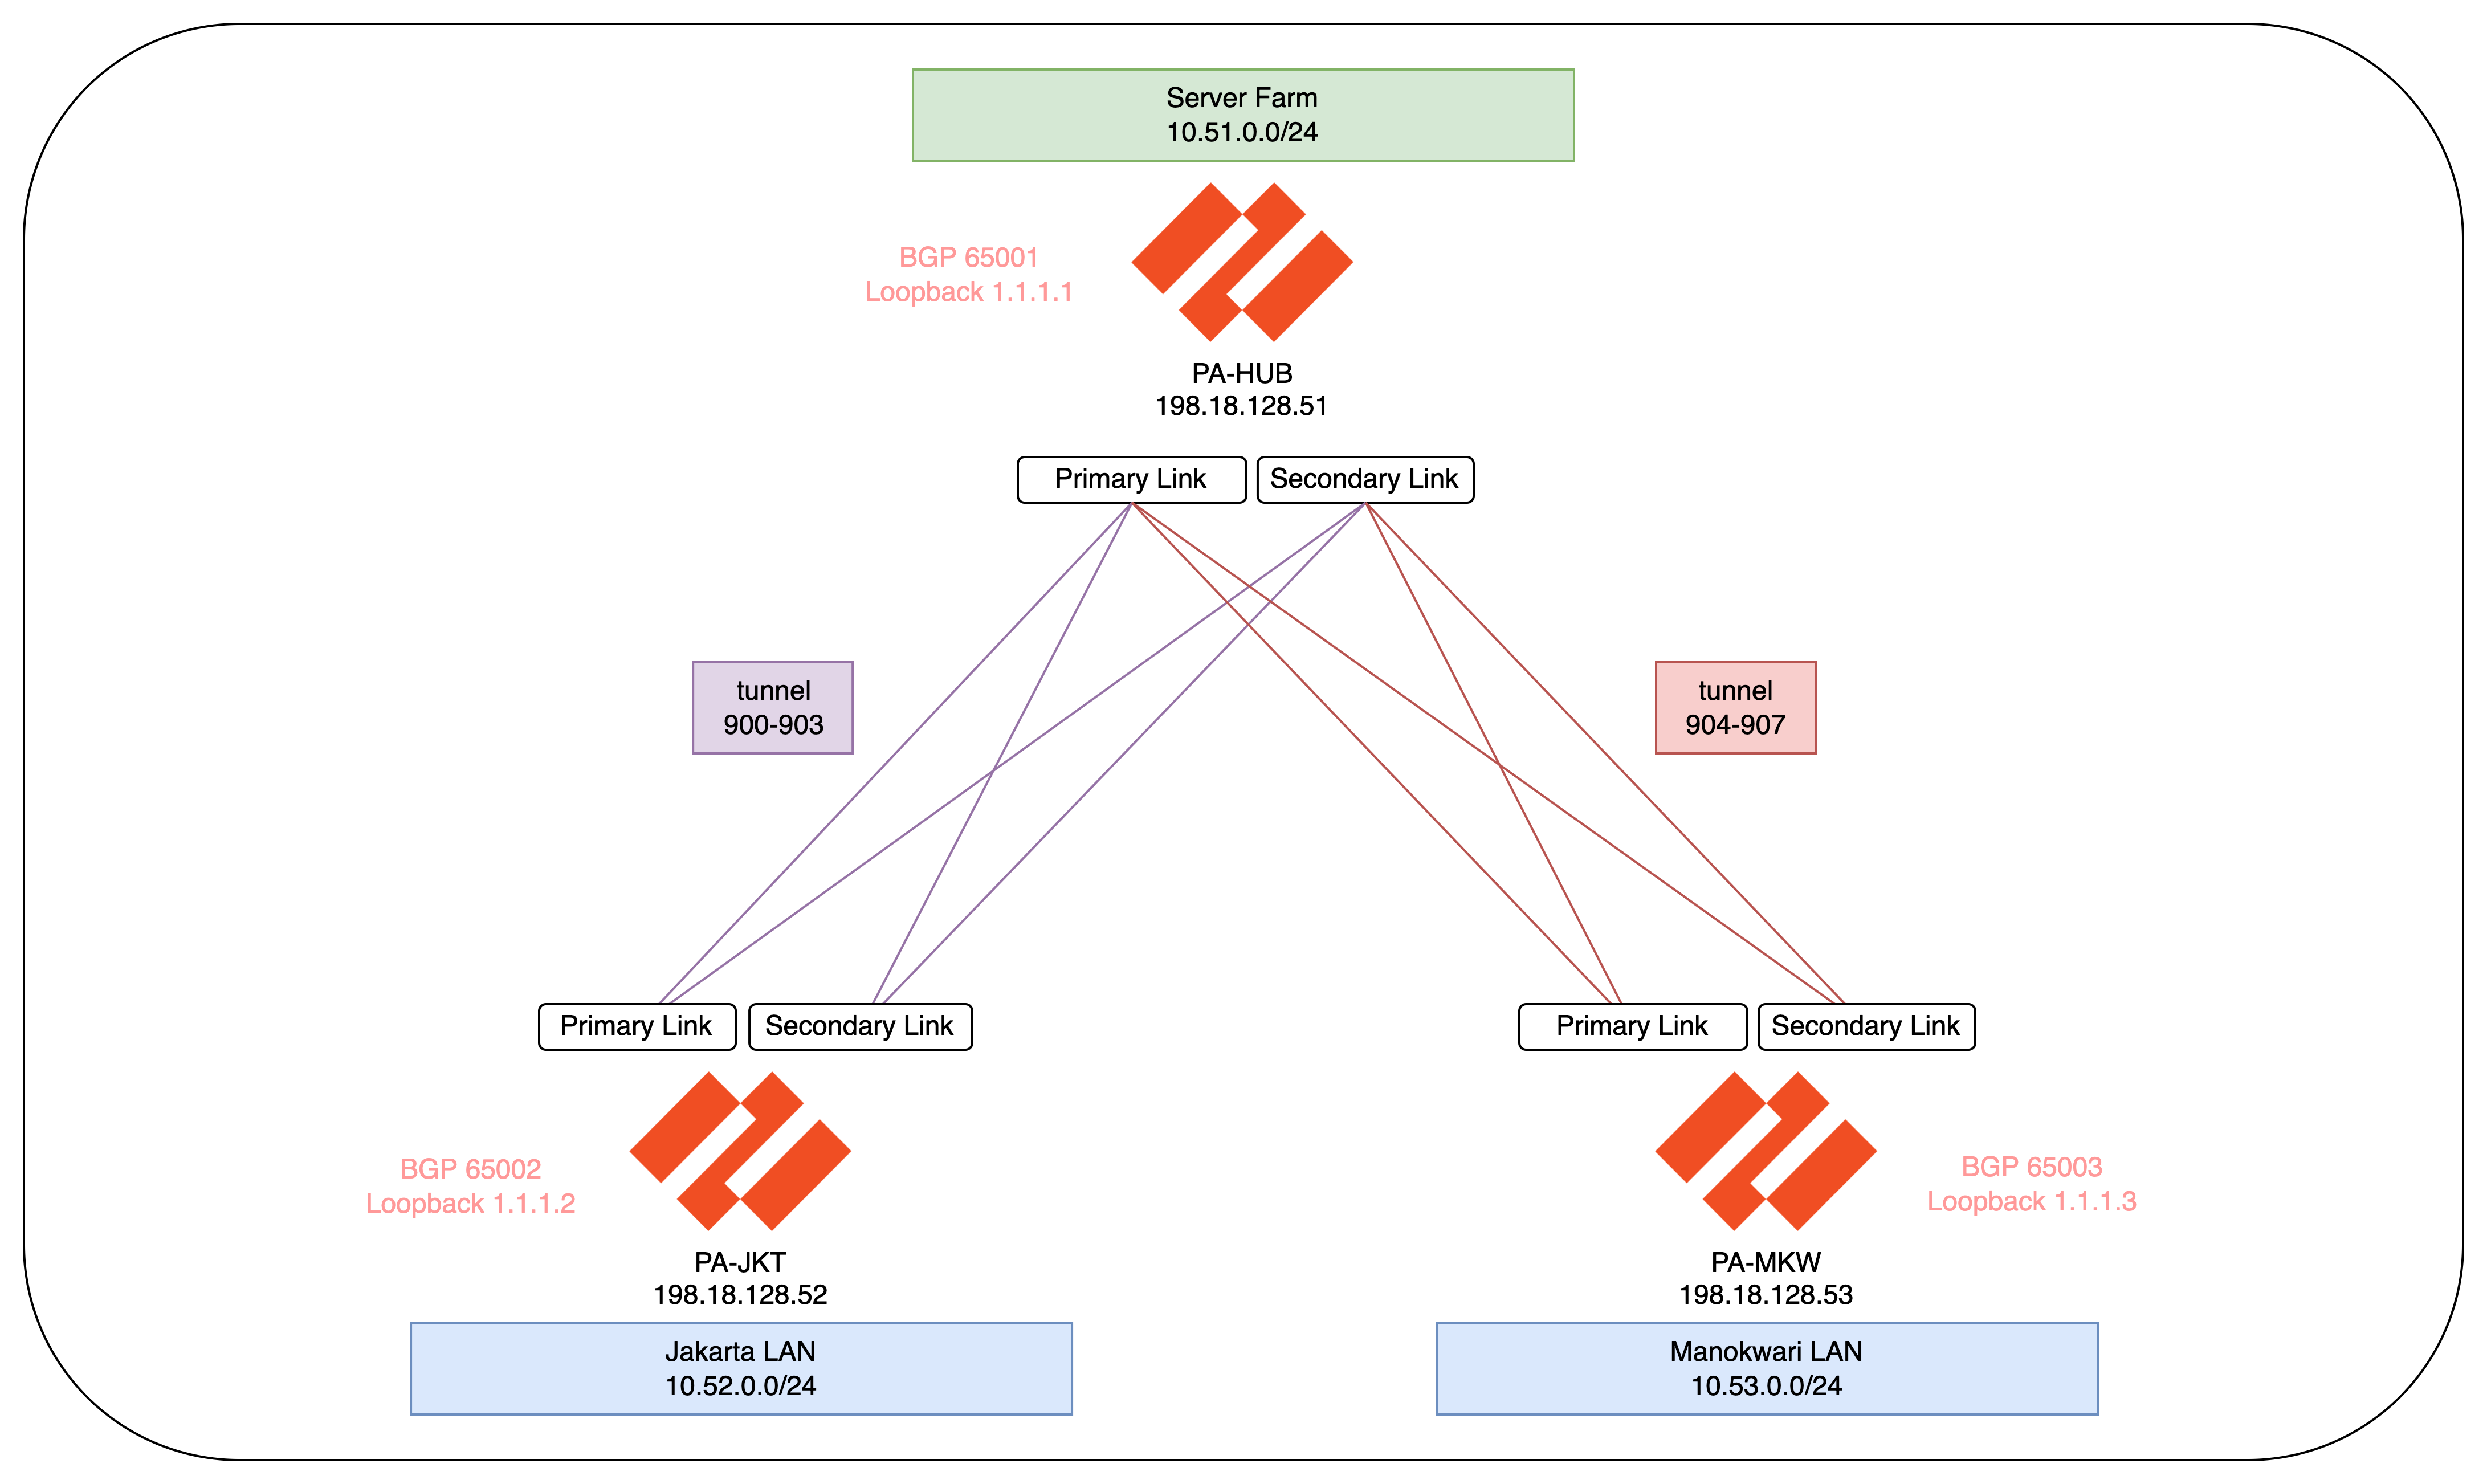 Server Farm
10.51.0.0/24
BGP 65001
Loopback 1.1.1.1
PA-HUB
198.18.128.51
Primary Link
Secondary Link
tunnel
900-903
tunnel
904-907
Primary Link
Secondary Link
Primary Link
Secondary Link
BGP 65002
Loopback 1.1.1.2
BGP 65003
Loopback 1.1.1.3
PA-JKT
198.18.128.52
PA-MKW
198.18.128.53
Jakarta LAN
10.52.0.0/24
Manokwari LAN
10.53.0.0/24